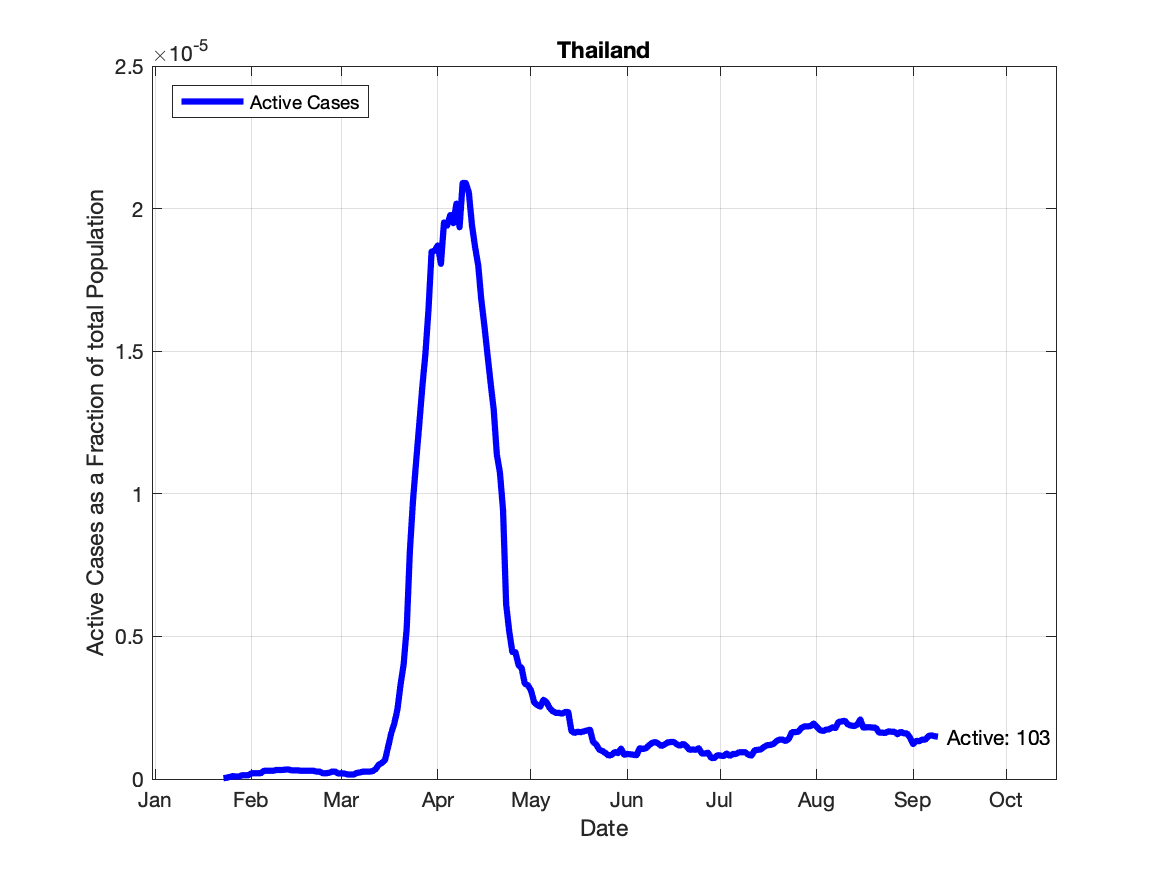 Thailand
×10^-5
2.5
2
1.5
1
0.5
0
Active Cases as a Fraction of total Population
Active Cases
Active: 103
Jan Feb Mar Apr May Jun Jul Aug Sep Oct
Date